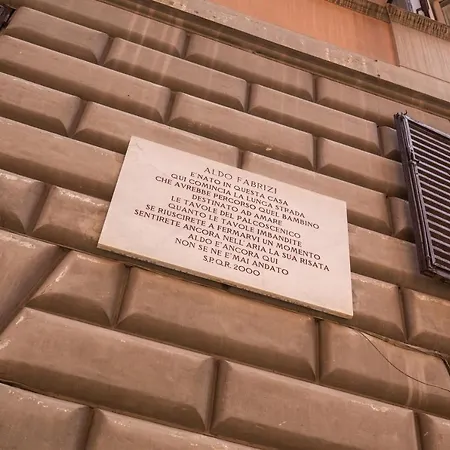 ALDO FABRIZI
E'NATO IN QUESTA CASA
QUI COMINCIA LA LUNGA STRADA
CHE AVREBBE PERCORSO QUEL BAMBINO
DESTINATO AD AMARE
LE TAVOLE DEL PALCOSCENICO
QUANTO LE TAVOLE IMBANDITE
SE RIUSCIRETE A FERMARVI UN MOMENTO
SENTIRETE ANCORA NELL'ARIA LA SUA RISATA
ALDO E'ANCORA QUI
NON SE NE E'MAI ANDATO
S.P.Q.R. 2000